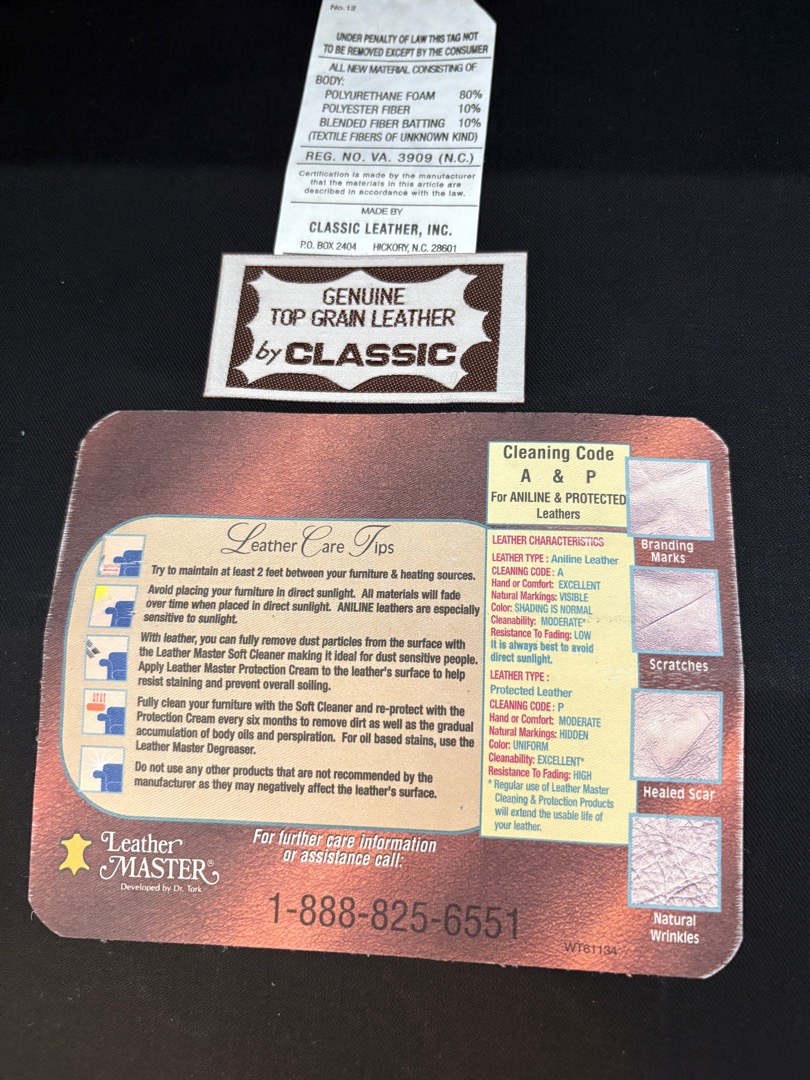 No.12
UNDER PENALTY OF LAW THIS TAG NOT
TO BE REMOVED EXCEPT BY THE CONSUMER
ALL NEW MATERIAL CONSISTING OF
BODY:
POLYURETHANE FOAM 80%
POLYESTER FIBER 10%
BLENDED FIBER BATTING 10%
(TEXTILE FIBERS OF UNKNOWN KIND)
REG. NO. VA. 3909 (N.C.)
Certification is made by the manufacturer
that the materials in this article are
described in accordance with the law.
MADE BY
CLASSIC LEATHER, INC.
P.O. BOX 2404 HICKORY, N.C. 28601
GENUINE
TOP GRAIN LEATHER
by CLASSIC
Leather Care Tips
Try to maintain at least 2 feet between your furniture & heating sources.
Avoid placing your furniture in direct sunlight. All materials will fade
over time when placed in direct sunlight. ANILINE leathers are especially
sensitive to sunlight.
With leather, you can fully remove dust particles from the surface with
the Leather Master Soft Cleaner making it ideal for dust sensitive people.
Apply Leather Master Protection Cream to the leather's surface to help
resist staining and prevent overall soiling.
Fully clean your furniture with the Soft Cleaner and re-protect with the
Protection Cream every six months to remove dirt as well as the gradual
accumulation of body oils and perspiration. For oil based stains, use the
Leather Master Degreaser.
Do not use any other products that are not recommended by the
manufacturer as they may negatively affect the leather's surface.
Cleaning Code
A & P
For ANILINE & PROTECTED
Leathers
LEATHER CHARACTERISTICS
LEATHER TYPE : Aniline Leather
CLEANING CODE: A
Hand or Comfort: EXCELLENT
Natural Markings: VISIBLE
Color: SHADING IS NORMAL
Cleanability: MODERATE*
Resistance To Fading: LOW
It is always best to avoid
direct sunlight.
LEATHER TYPE :
Protected Leather
CLEANING CODE: P
Hand or Comfort: MODERATE
Natural Markings: HIDDEN
Color: UNIFORM
Cleanability: EXCELLENT*
Resistance To Fading: HIGH
* Regular use of Leather Master
Cleaning & Protection Products
will extend the usable life of
your leather.
Branding
Marks
Scratches
Healed Scar
Natural
Wrinkles
Leather
MASTER®
Developed by Dr. Tork
For further care information
or assistance call:
1-888-825-6551
WT61134